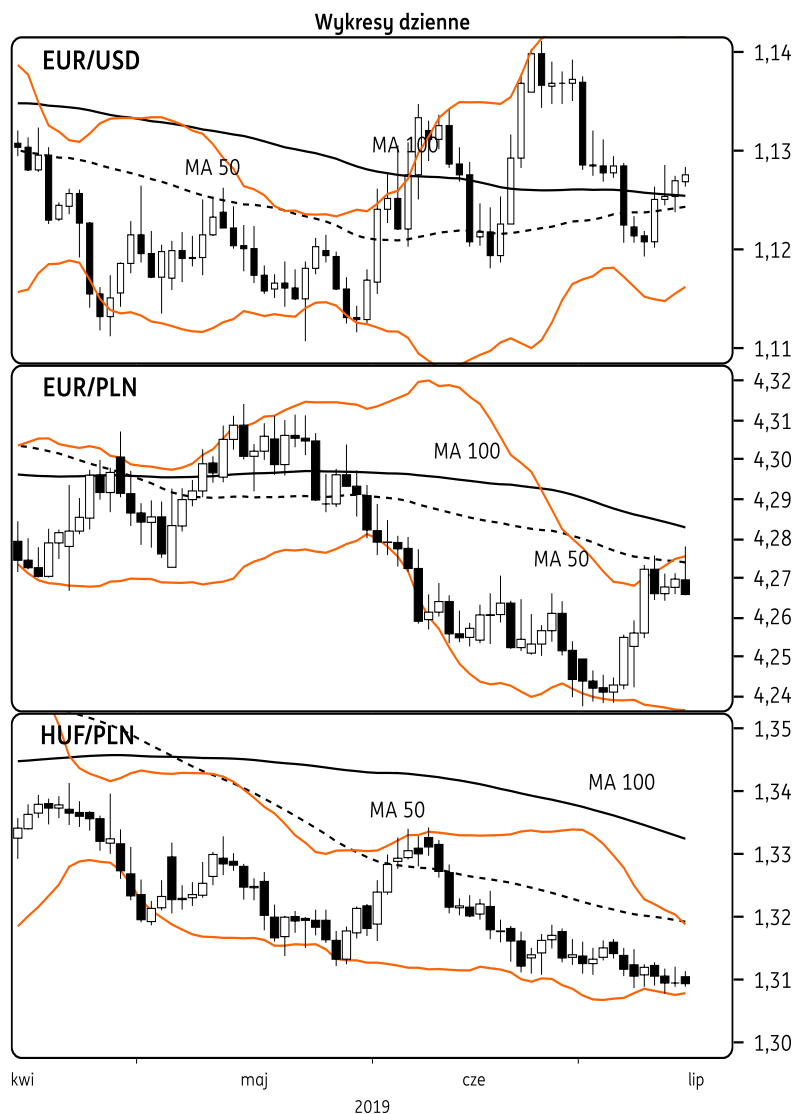 Wykresy dzienne
EUR/USD
1,14
MA 100
1,13
MA 50
1,12
1,11
EUR/PLN
4,32
4,31
MA 100
4,30
4,29
4,28
MA 50
4,27
4,26
4,25
4,24
HUF/PLN
1,35
MA 100
1,34
MA 50
1,33
1,32
1,31
1,30
kwi maj cze lip
2019